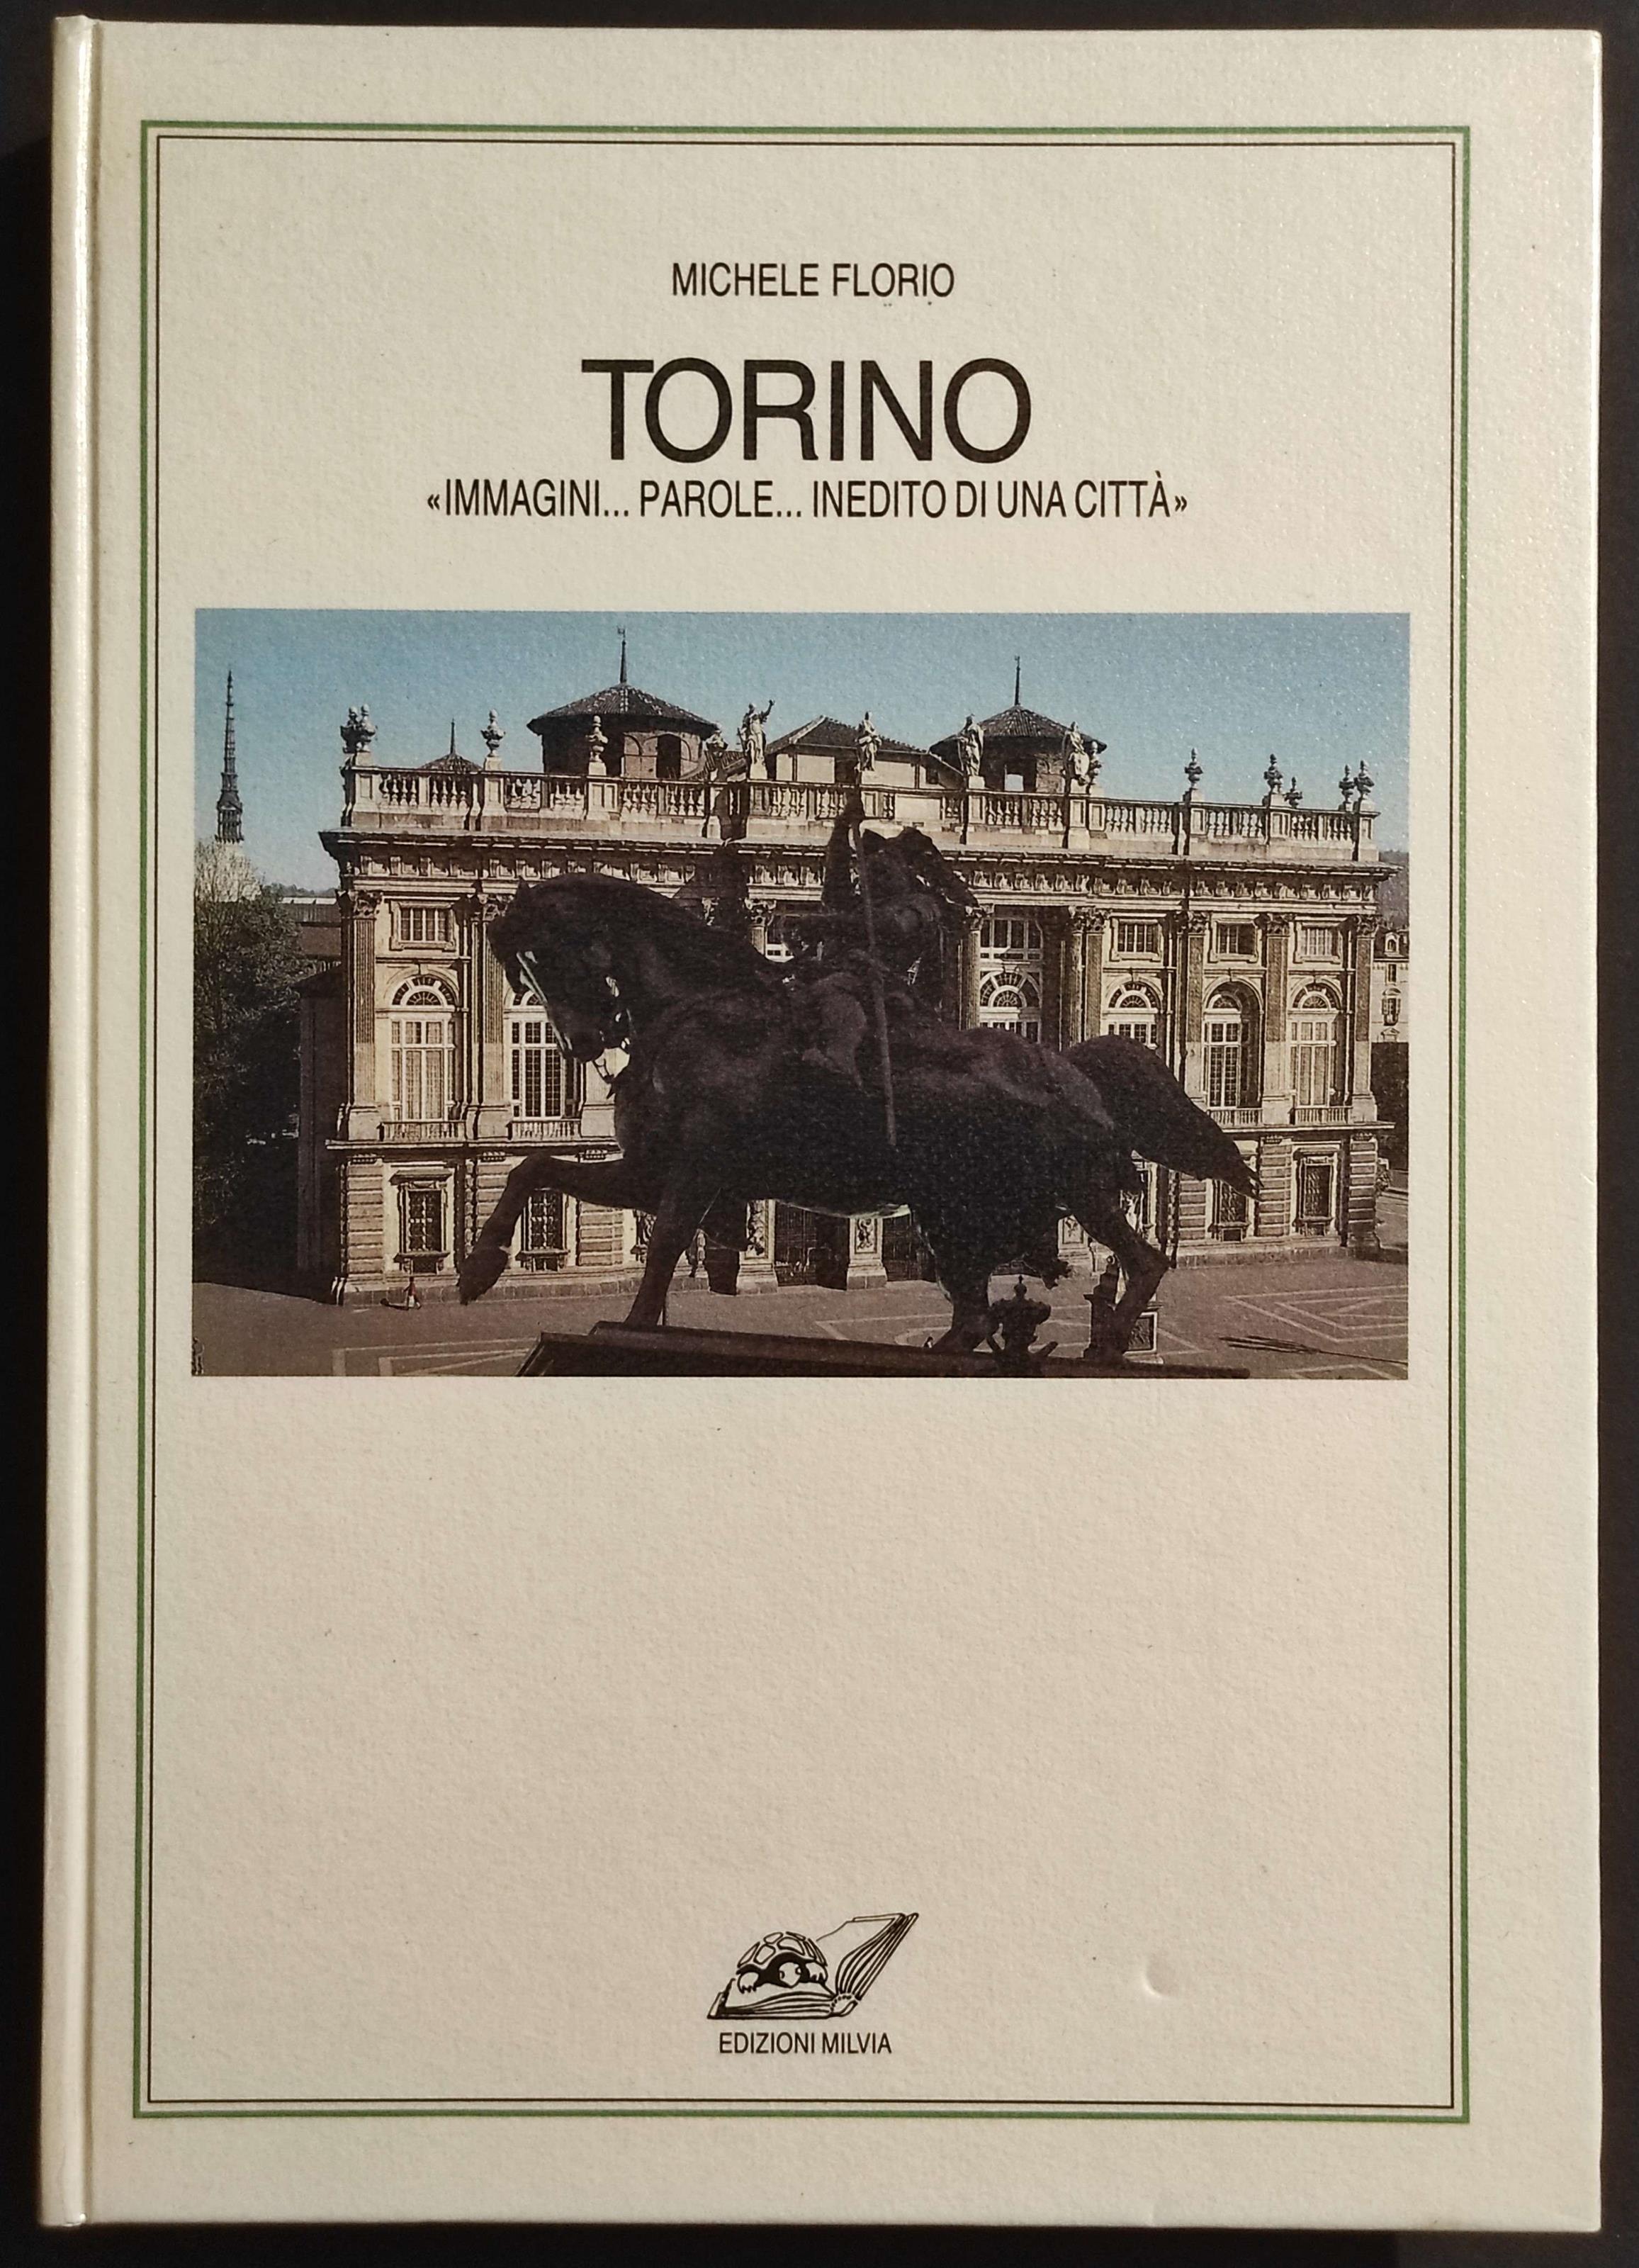 MICHELE FLORIO
TORINO
«IMMAGINI... PAROLE... INEDITO DI UNA CITTÀ»
EDIZIONI MILVIA